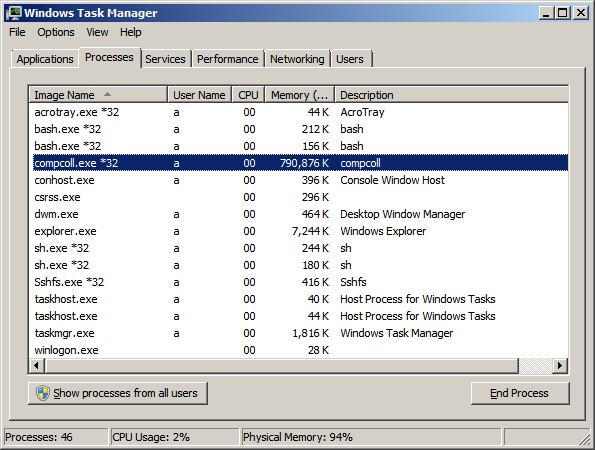 Windows Task Manager
File Options View Help
Applications Processes Services Performance Networking Users
Image Name User Name CPU Memory (... Description
acrotray.exe *32 a 00 44 K AcroTray
bash.exe *32 a 00 212 K bash
bash.exe *32 a 00 156 K bash
compcoll.exe *32 a 00 790,876 K compcoll
conhost.exe a 00 396 K Console Window Host
csrss.exe 00 296 K
dwm.exe a 00 464 K Desktop Window Manager
explorer.exe a 00 7,244 K Windows Explorer
sh.exe *32 a 00 244 K sh
sh.exe *32 a 00 180 K sh
Sshfs.exe *32 a 00 416 K Sshfs
taskhost.exe a 00 40 K Host Process for Windows Tasks
taskhost.exe a 00 44 K Host Process for Windows Tasks
taskmgr.exe a 00 1,816 K Windows Task Manager
winlogon.exe 00 28 K
Show processes from all users End Process
Processes: 46 CPU Usage: 2% Physical Memory: 94%